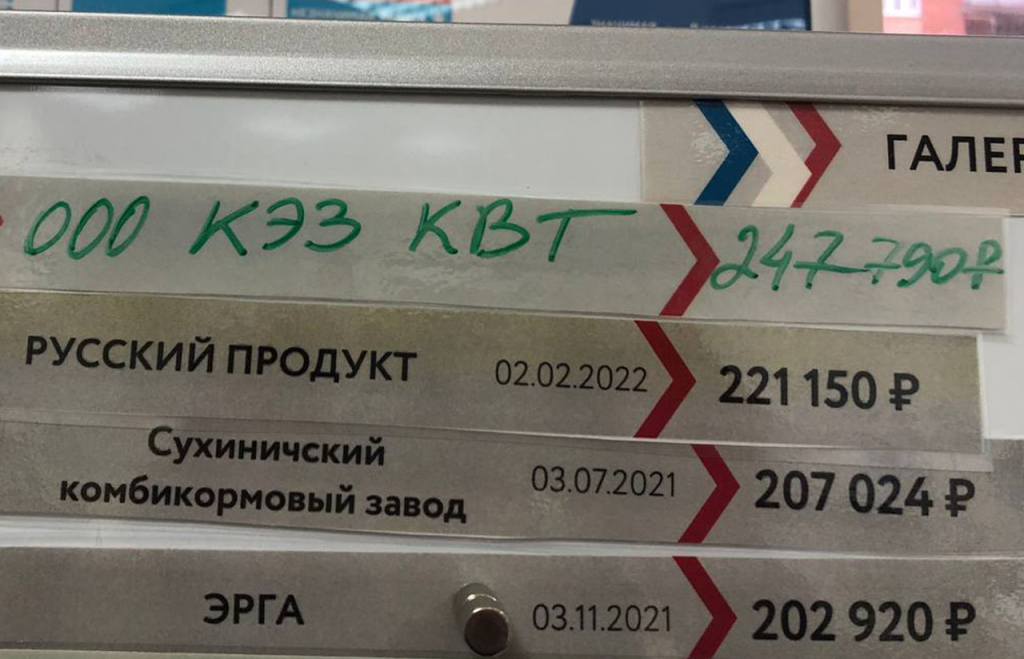 ГАЛЕР
ООО КЭЗ КВТ 247 790₽
РУССКИЙ ПРОДУКТ 02.02.2022 221 150 ₽
Сухиничский
комбикормовый завод 03.07.2021 207 024 ₽
ЭРГА 03.11.2021 202 920 ₽